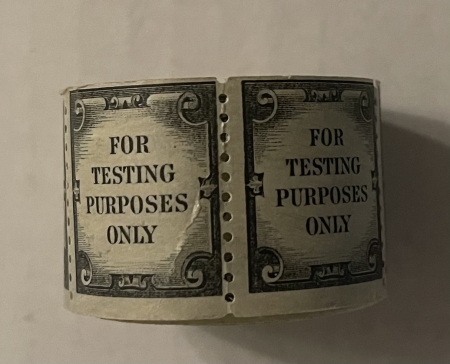 FOR
TESTING
PURPOSES
ONLY
FOR
TESTING
PURPOSES
ONLY